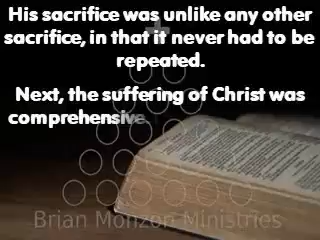 His sacrifice was unlike any other
sacrifice, in that it never had to be
repeated.
Next, the suffering of Christ was
comprehensive.
Brian Monzon Ministries